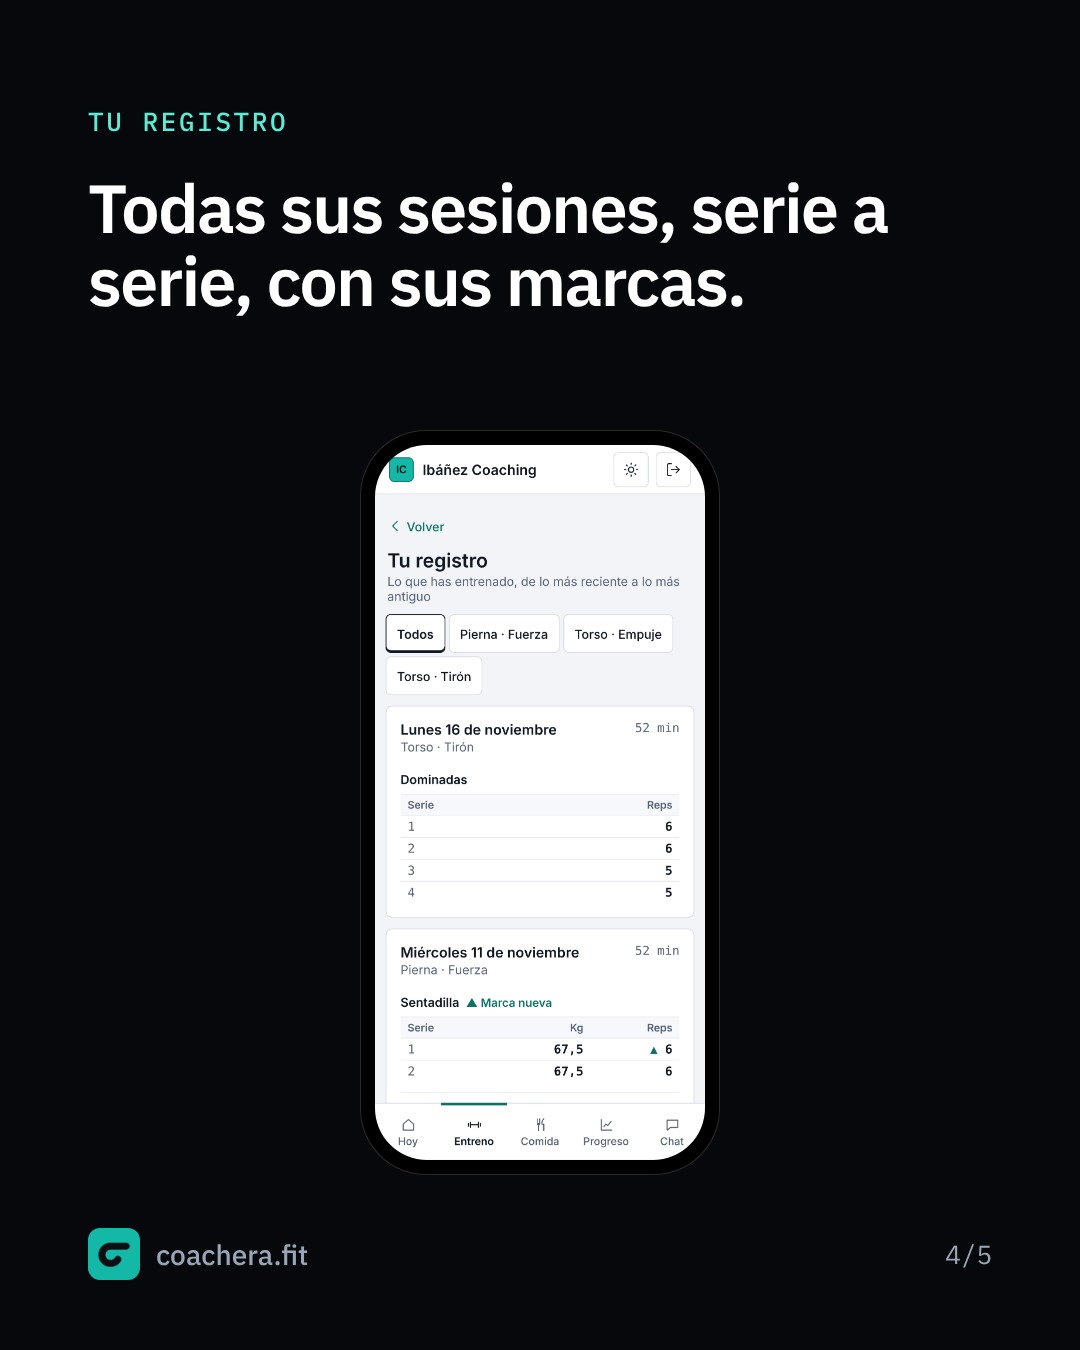 TU REGISTRO
Todas sus sesiones, serie a
serie, con sus marcas.
IC Ibáñez Coaching
Volver
Tu registro
Lo que has entrenado, de lo más reciente a lo más
antiguo
Todos Pierna · Fuerza Torso · Empuje
Torso · Tirón
Lunes 16 de noviembre 52 min
Torso · Tirón
Dominadas
Serie Reps
1 6
2 6
3 5
4 5
Miércoles 11 de noviembre 52 min
Pierna · Fuerza
Sentadilla ▲ Marca nueva
Serie Kg Reps
1 67,5 ▲ 6
2 67,5 6
Hoy Entreno Comida Progreso Chat
coachera.fit 4/5